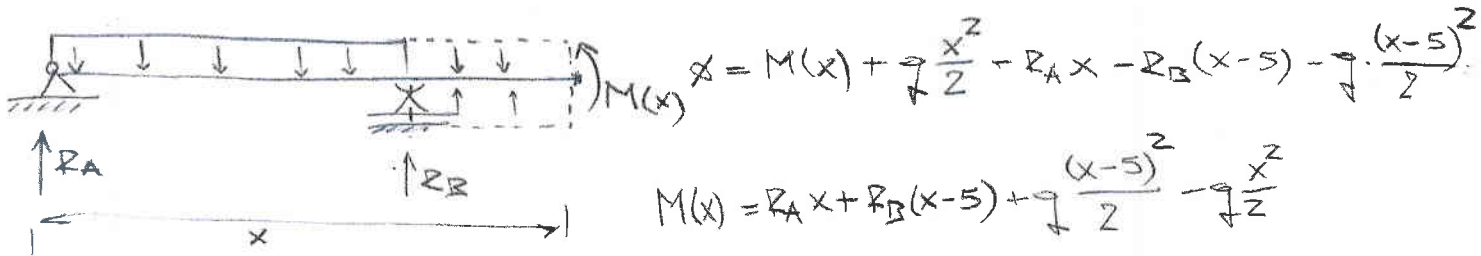 M(x)
∅ = M(x) + q x²/2 - R_A x - R_B (x-5) - q · (x-5)²/2
R_A
R_B
M(x) = R_A x + R_B (x-5) + q (x-5)²/2 - q x²/2
x